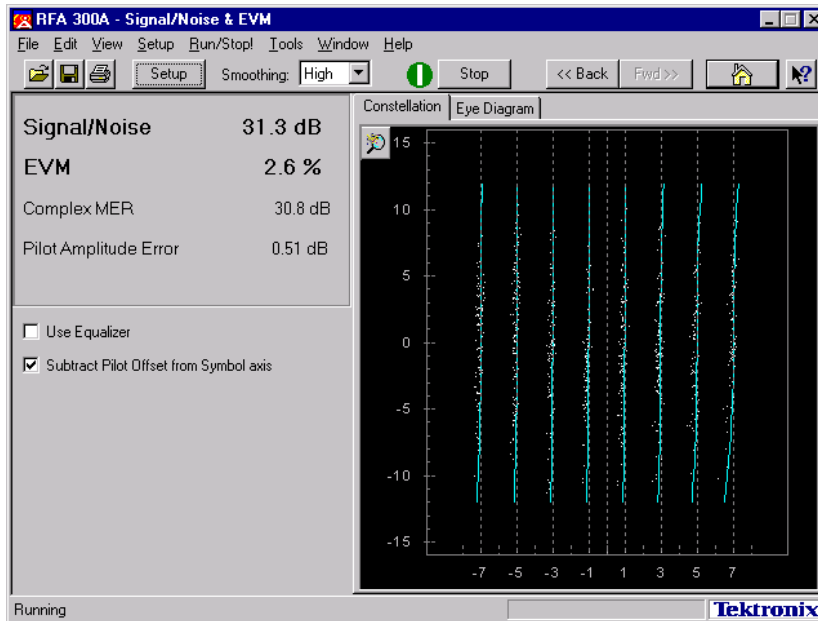 RFA 300A - Signal/Noise & EVM
File Edit View Setup Run/Stop! Tools Window Help
Setup Smoothing: High Stop << Back Fwd >>
Signal/Noise 31.3 dB
EVM 2.6 %
Complex MER 30.8 dB
Pilot Amplitude Error 0.51 dB
Use Equalizer
Subtract Pilot Offset from Symbol axis
Constellation Eye Diagram
15
10
5
0
-5
-10
-15
-7 -5 -3 -1 1 3 5 7
Running Tektronix